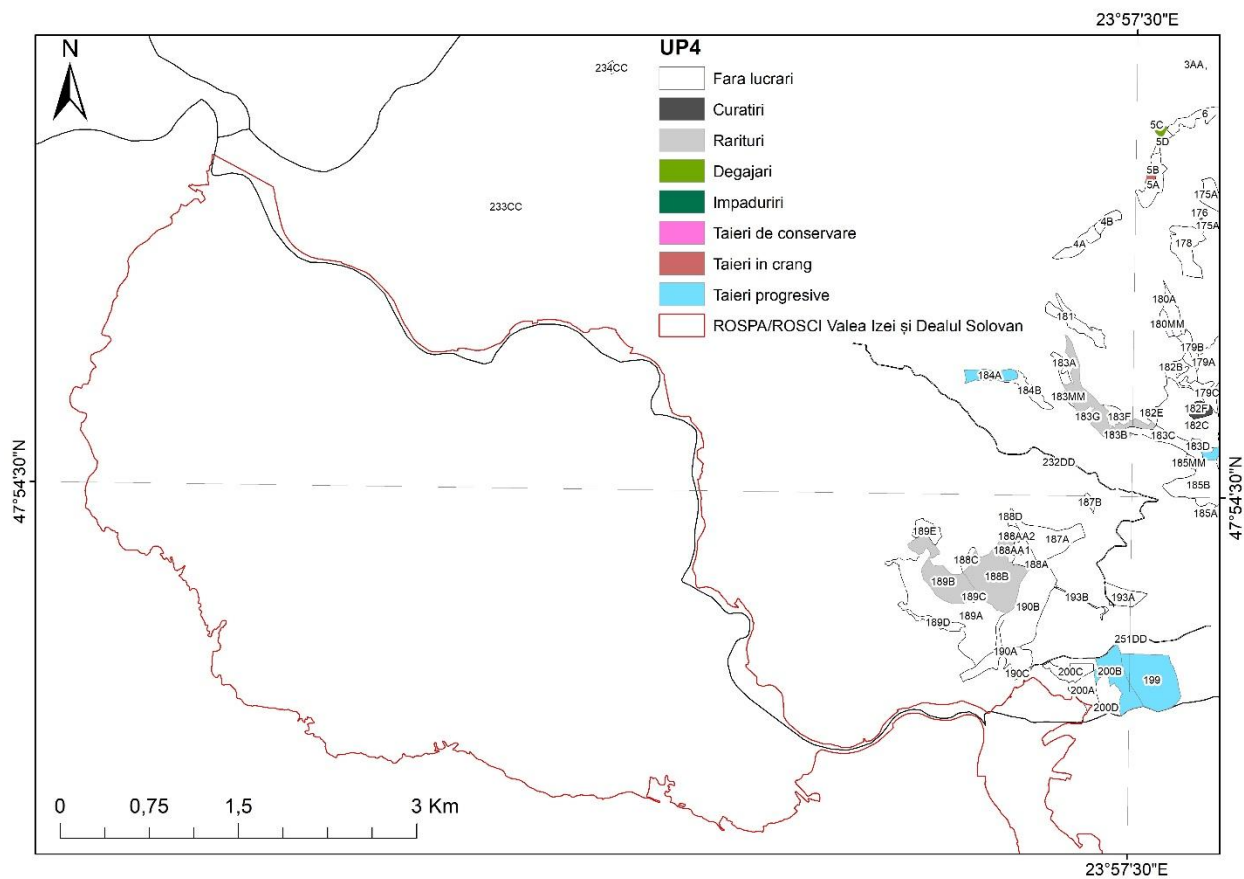 23°57'30"E
N
UP4
Fara lucrari
Curatiri
Rarituri
Degajari
Impaduriri
Taieri de conservare
Taieri in crang
Taieri progresive
ROSPA/ROSCI Valea Izei și Dealul Solovan
234CC
3AA,
6
5C
5D
5B
5A
175A
176
175A
178
233CC
4B
4A
180A
181
180MM
179B
179A
183A
182B
184A
184B
179C
183MM
182F
183G
183F
182E
182C
183B
183C
183D
232DD
185MM
185B
187B
185A
47°54'30"N
47°54'30"N
188D
189E
188AA2
187A
188AA1
188C
188A
189B
188B
189C
193B
193A
190B
189A
189D
251DD
190A
190C
200C
200B
199
200A
200D
0
0,75
1,5
3 Km
23°57'30"E